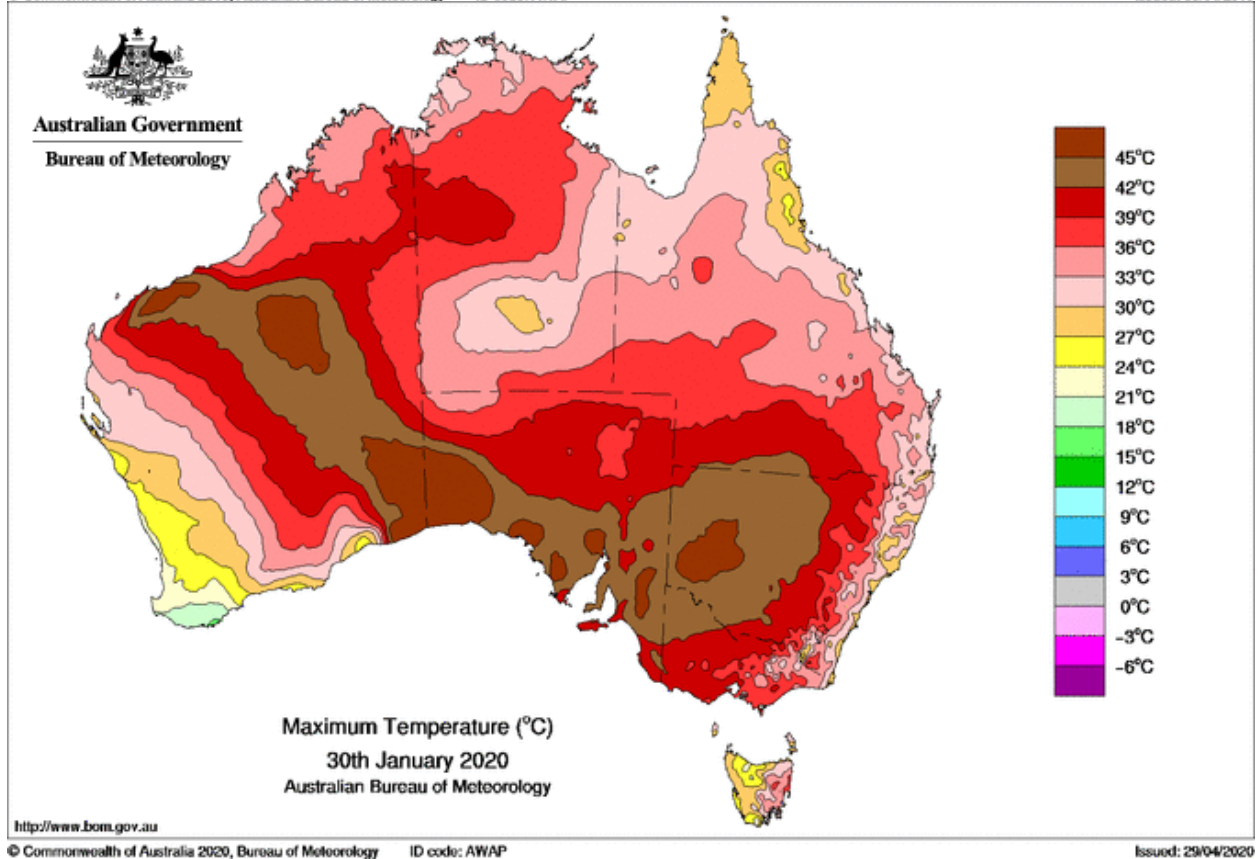 Australian Government
Bureau of Meteorology
45°C
42°C
39°C
36°C
33°C
30°C
27°C
24°C
21°C
18°C
15°C
12°C
9°C
6°C
3°C
0°C
-3°C
-6°C
Maximum Temperature (°C)
30th January 2020
Australian Bureau of Meteorology
http://www.bom.gov.au
© Commonwealth of Australia 2020, Bureau of Meteorology ID code: AWAP Issued: 29/04/2020